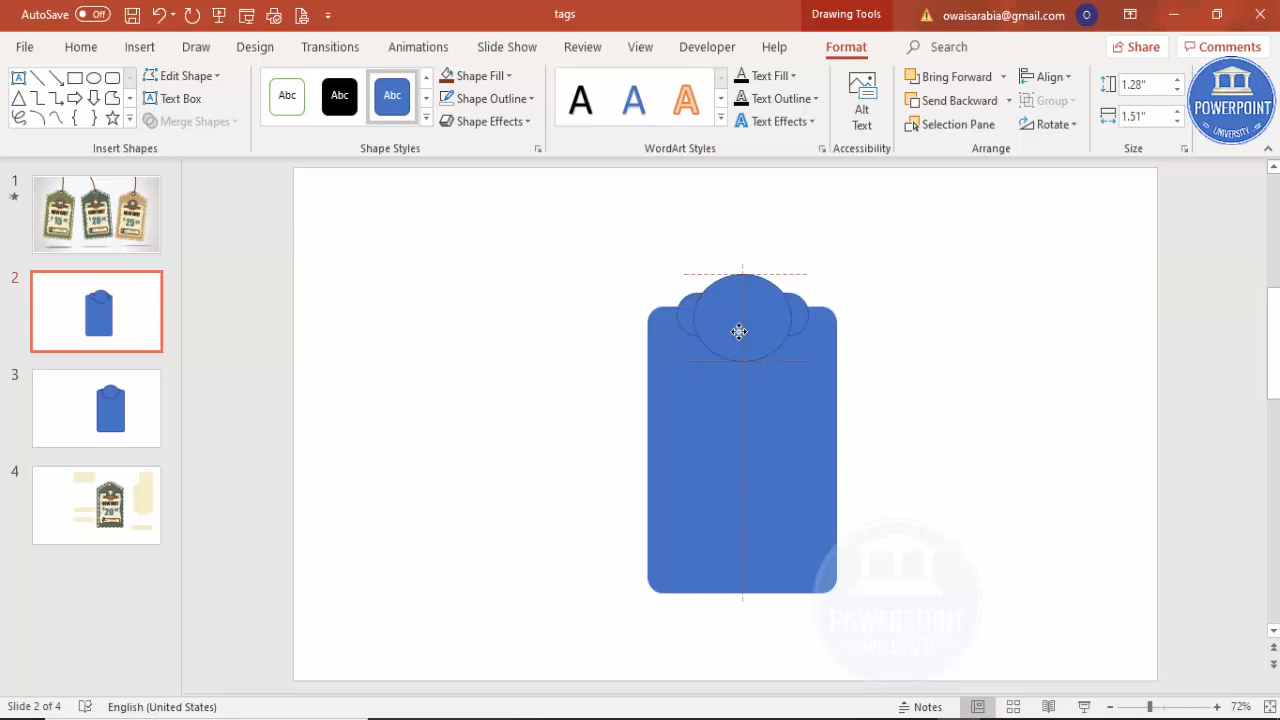 AutoSave Off tags Drawing Tools owaisarabia@gmail.com O
File Home Insert Draw Design Transitions Animations Slide Show Review View Developer Help Format Search Share Comments
Edit Shape Abc Abc Abc Shape Fill A A A Text Fill Alt Text Bring Forward Align 1.28"
Text Box Shape Outline Text Outline Send Backward Group 1.51"
Merge Shapes Shape Effects Text Effects Selection Pane Rotate
Insert Shapes Shape Styles WordArt Styles Accessibility Arrange Size
POWERPOINT
UNIVERSITY
1
2
3
4
POWERPOINT
UNIVERSITY
Slide 2 of 4 English (United States) Notes 72%